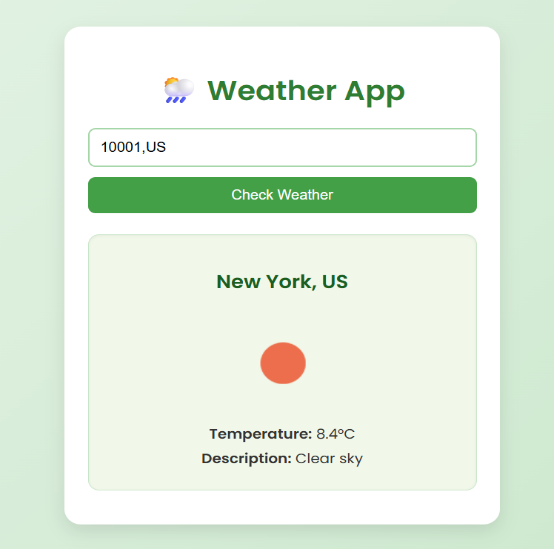 Weather App
10001,US
Check Weather
New York, US
Temperature: 8.4°C
Description: Clear sky